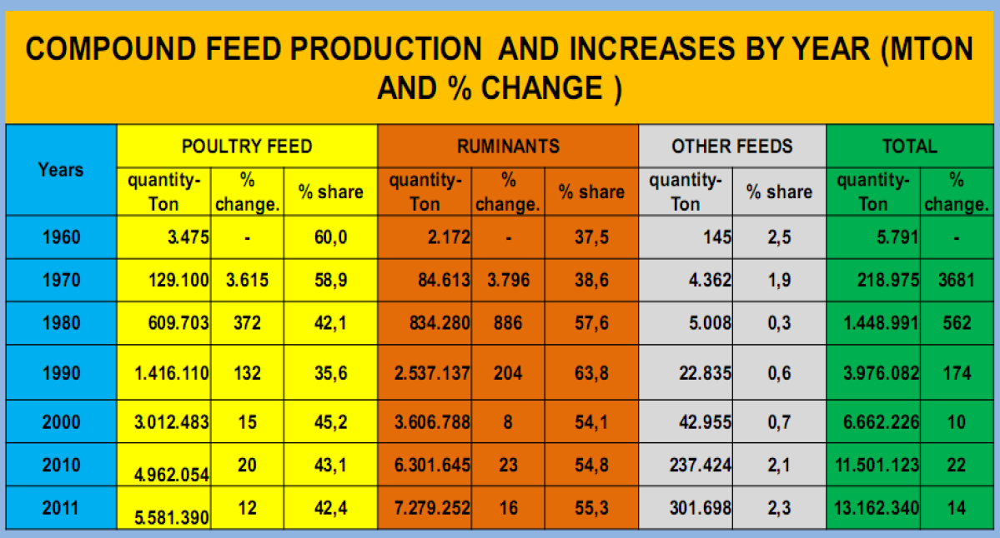 COMPOUND FEED PRODUCTION AND INCREASES BY YEAR (MTON
AND % CHANGE )
Years POULTRY FEED RUMINANTS OTHER FEEDS TOTAL
quantity-Ton % change. % share quantity-Ton % change. % share quantity-Ton % share quantity-Ton % change.
1960 3.475 - 60,0 2.172 - 37,5 145 2,5 5.791 -
1970 129.100 3.615 58,9 84.613 3.796 38,6 4.362 1,9 218.975 3681
1980 609.703 372 42,1 834.280 886 57,6 5.008 0,3 1.448.991 562
1990 1.416.110 132 35,6 2.537.137 204 63,8 22.835 0,6 3.976.082 174
2000 3.012.483 15 45,2 3.606.788 8 54,1 42.955 0,7 6.662.226 10
2010 4.962.054 20 43,1 6.301.645 23 54,8 237.424 2,1 11.501.123 22
2011 5.581.390 12 42,4 7.279.252 16 55,3 301.698 2,3 13.162.340 14